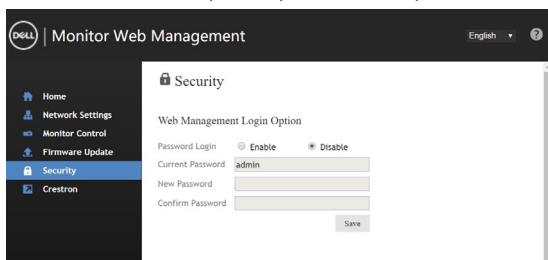 DELL | Monitor Web Management
English
?
Home
Network Settings
Monitor Control
Firmware Update
Security
Crestron
Security
Web Management Login Option
Password Login Enable Disable
Current Password admin
New Password
Confirm Password
Save